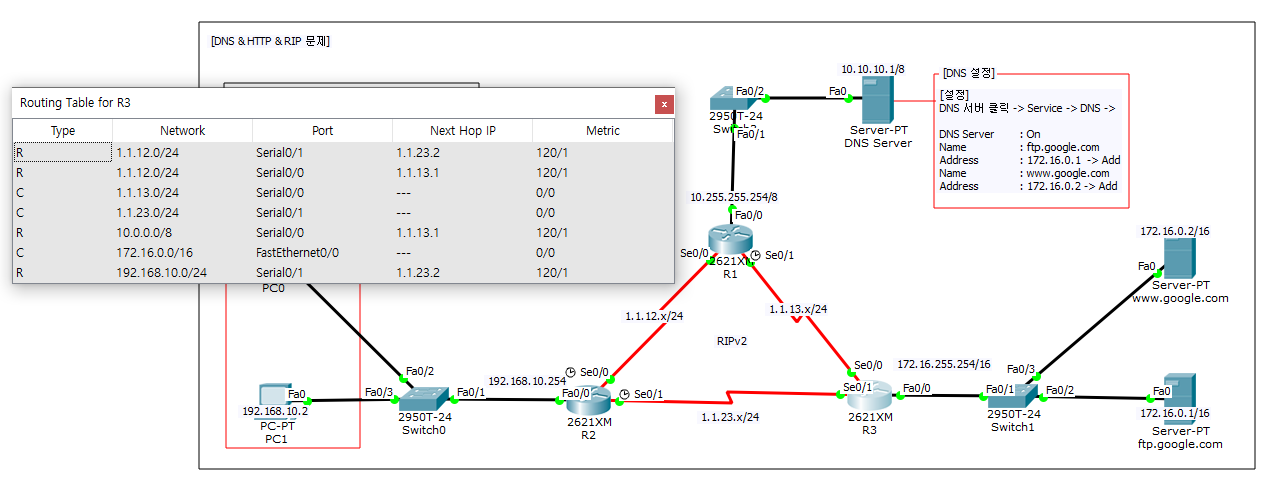 [DNS & HTTP & RIP 문제]
Routing Table for R3
x
Type Network Port Next Hop IP Metric
R 1.1.12.0/24 Serial0/1 1.1.23.2 120/1
R 1.1.12.0/24 Serial0/0 1.1.13.1 120/1
C 1.1.13.0/24 Serial0/0 --- 0/0
C 1.1.23.0/24 Serial0/1 --- 0/0
R 10.0.0.0/8 Serial0/0 1.1.13.1 120/1
C 172.16.0.0/16 FastEthernet0/0 --- 0/0
R 192.168.10.0/24 Serial0/1 1.1.23.2 120/1
PC0
10.10.10.1/8
Fa0/2
Fa0
2950T-24
Fa0/1
Server-PT
DNS Server
[DNS 설정]
[설정]
DNS 서버 클릭 -> Service -> DNS ->
DNS Server : On
Name : ftp.google.com
Address : 172.16.0.1 -> Add
Name : www.google.com
Address : 172.16.0.2 -> Add
10.255.255.254/8
Fa0/0
Se0/0
Se0/1
2621XM
R1
1.1.12.x/24
1.1.13.x/24
RIPv2
172.16.0.2/16
Fa0
Server-PT
www.google.com
Fa0/2
Fa0
192.168.10.2
PC-PT
PC1
Fa0/3
Fa0/1
2950T-24
Switch0
192.168.10.254
Fa0/0
Se0/0
Se0/1
2621XM
R2
1.1.23.x/24
Se0/0
Se0/1
172.16.255.254/16
Fa0/0
2621XM
R3
Fa0/3
Fa0/1
Fa0/2
2950T-24
Switch1
Fa0
172.16.0.1/16
Server-PT
ftp.google.com